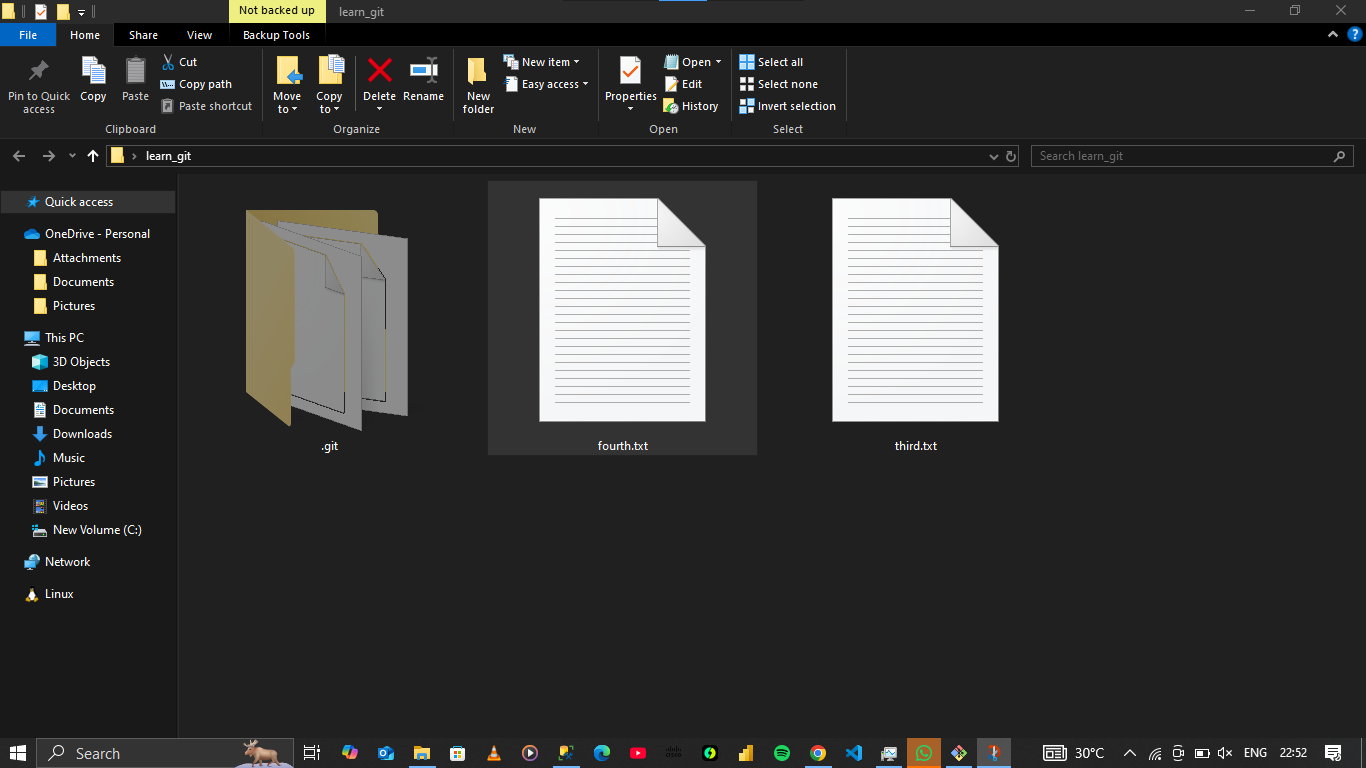 Not backed up
learn_git
File Home Share View Backup Tools
Pin to Quick access
Copy
Paste
Cut
Copy path
Paste shortcut
Clipboard
Move to
Copy to
Delete
Rename
Organize
New folder
New item
Easy access
New
Properties
Open
Edit
History
Open
Select all
Select none
Invert selection
Select
learn_git
Search learn_git
Quick access
OneDrive - Personal
Attachments
Documents
Pictures
This PC
3D Objects
Desktop
Documents
Downloads
Music
Pictures
Videos
New Volume (C:)
Network
Linux
.git
fourth.txt
third.txt
Search
30°C
ENG
22:52